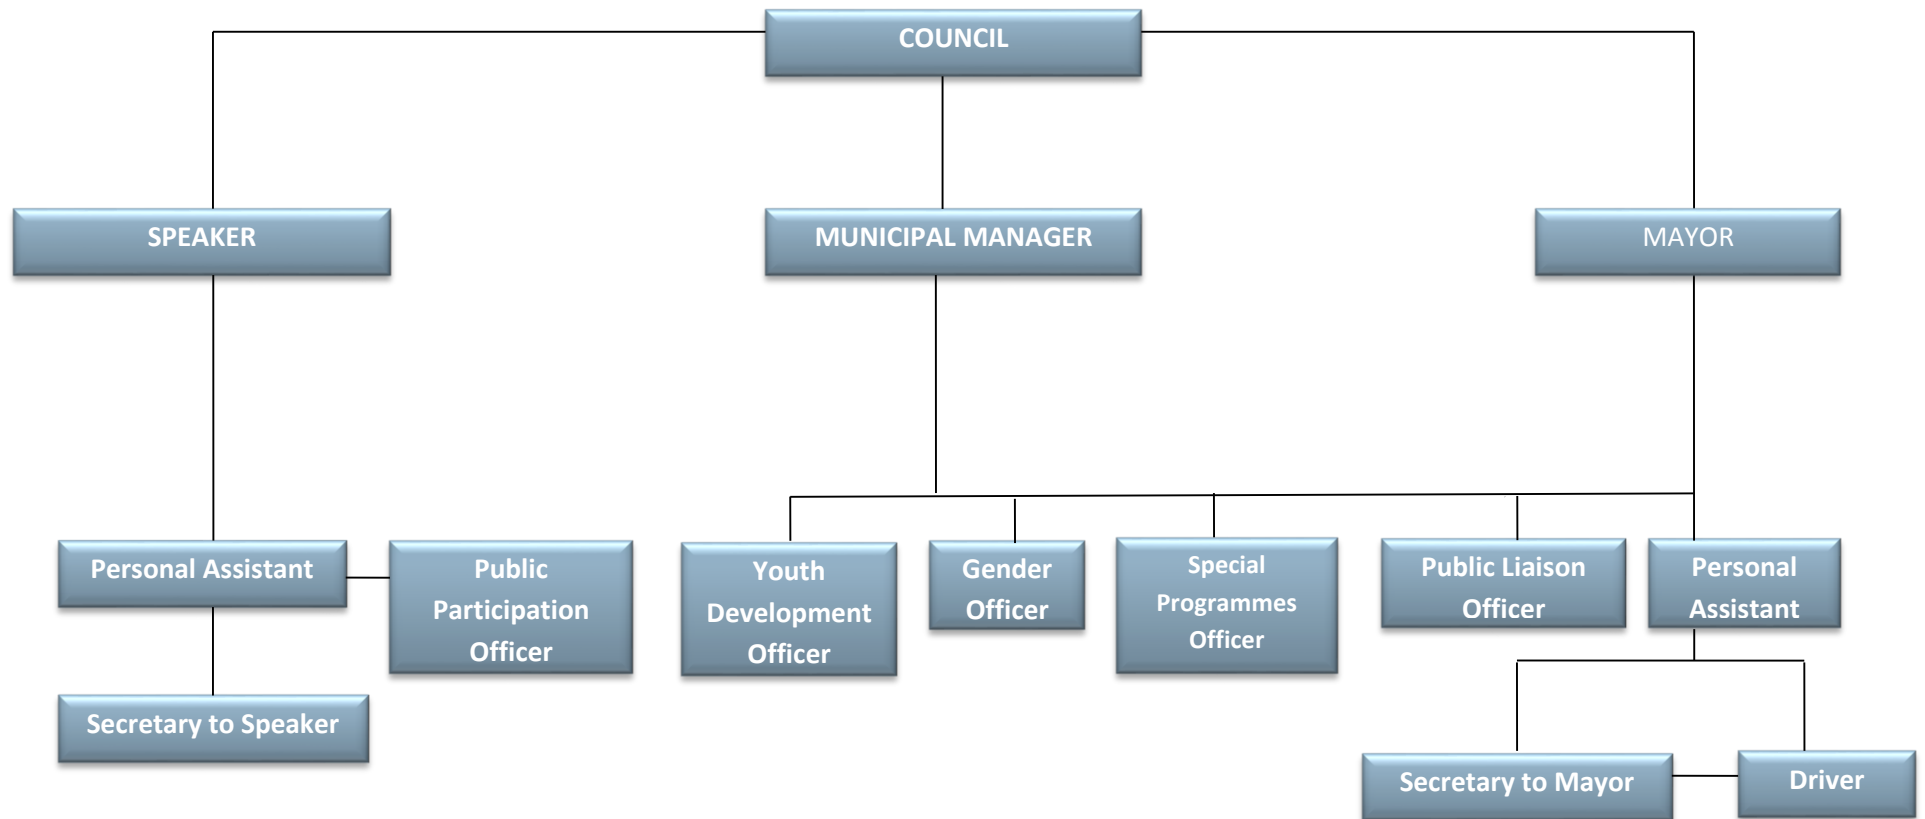 COUNCIL
SPEAKER
MUNICIPAL MANAGER
MAYOR
Personal Assistant
Public
Participation
Officer
Youth
Development
Officer
Gender
Officer
Special
Programmes
Officer
Public Liaison
Officer
Personal
Assistant
Secretary to Speaker
Secretary to Mayor
Driver